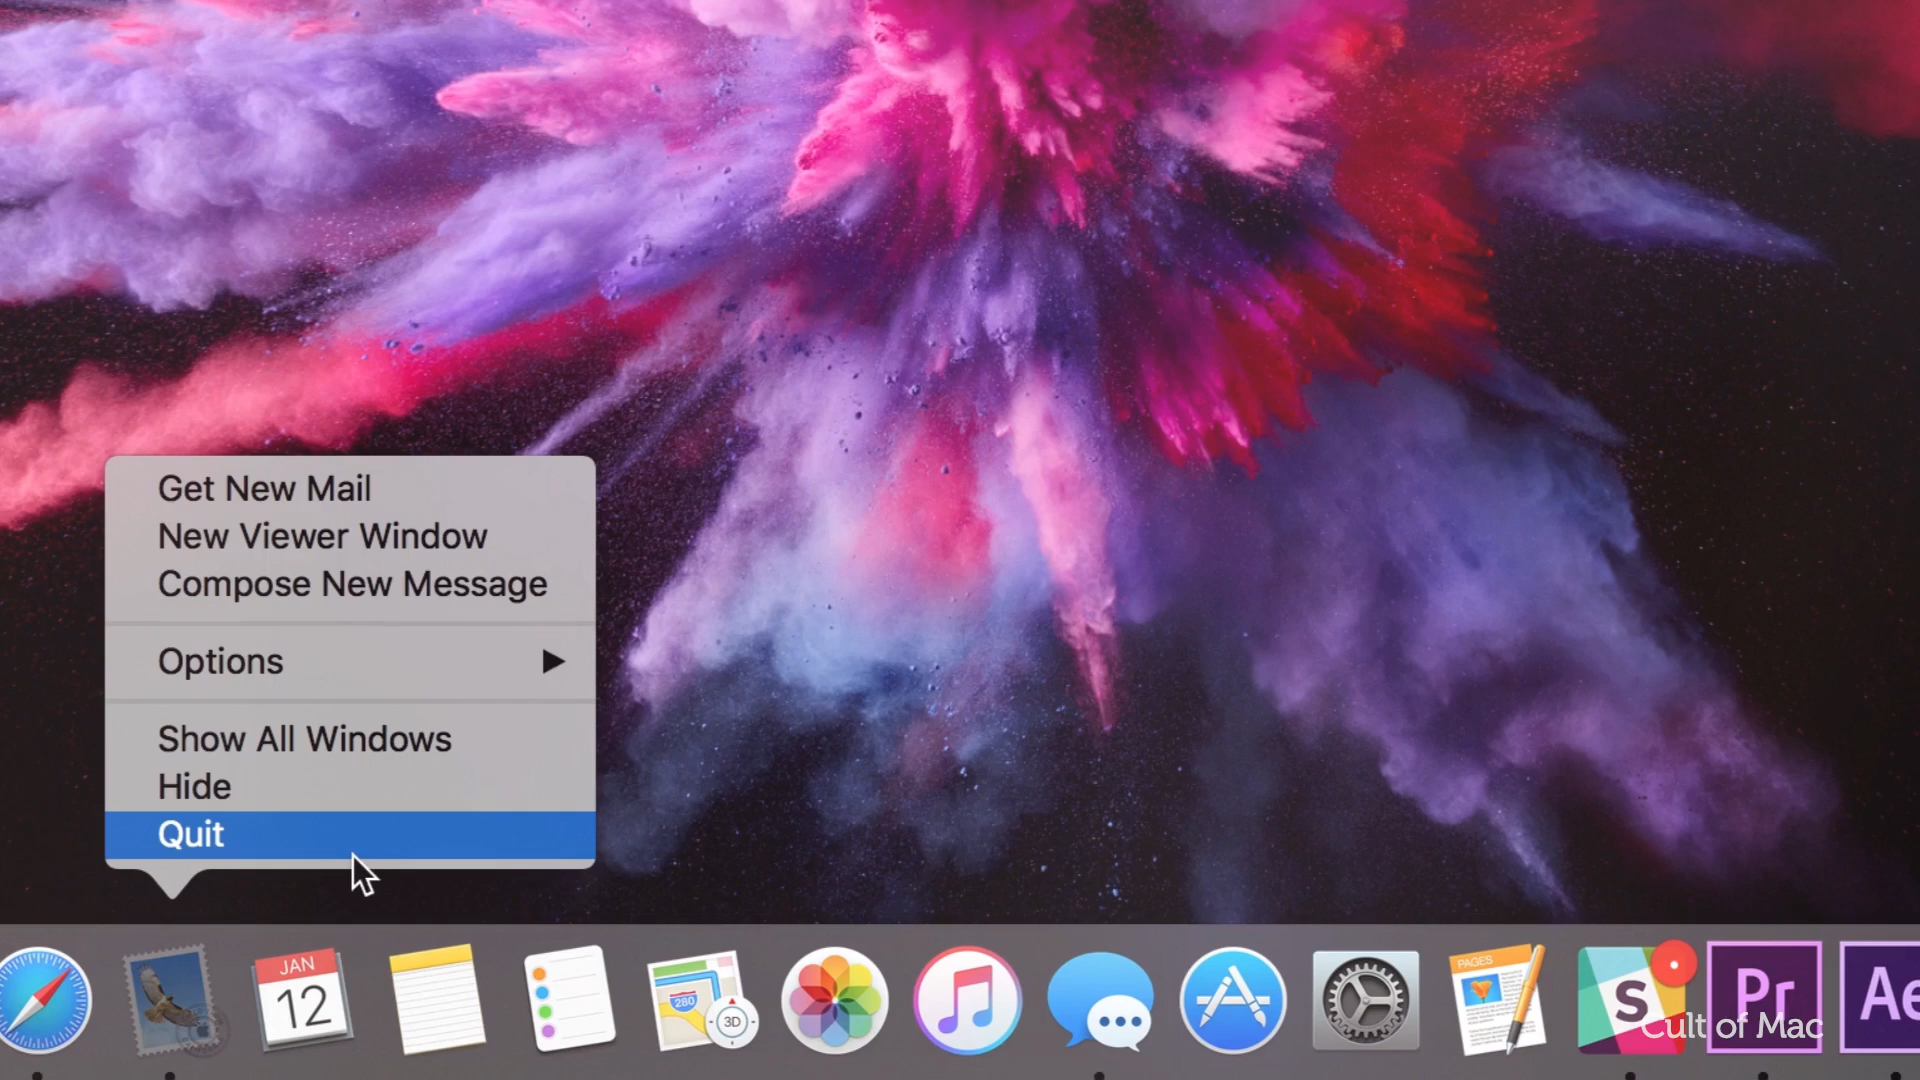 Get New Mail
New Viewer Window
Compose New Message
Options
Show All Windows
Hide
Quit
JAN
12
280
3D
PAGES
S
Pr
Ae
Cult of Mac